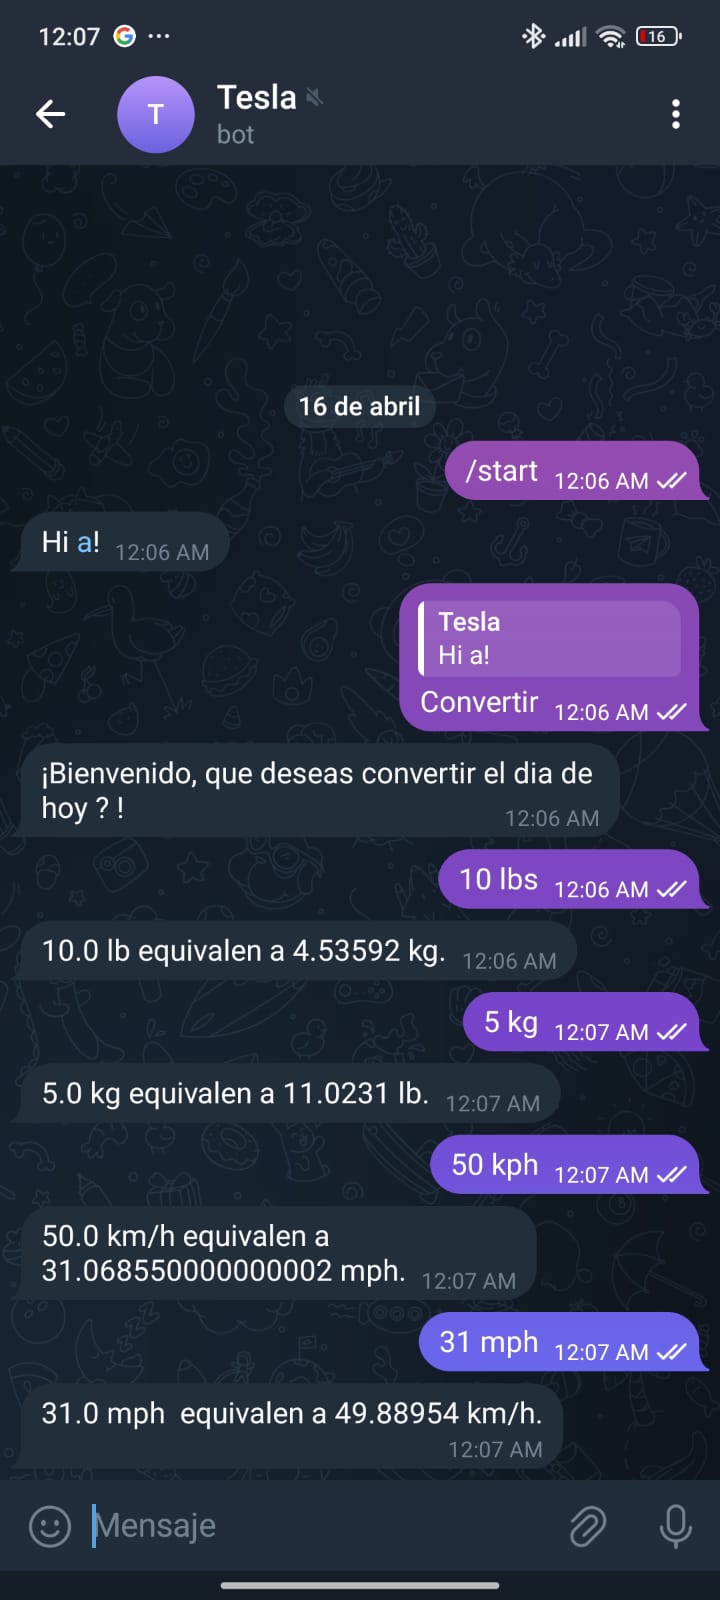 12:07
16
T
Tesla
bot
16 de abril
/start 12:06 AM
Hi a! 12:06 AM
Tesla
Hi a!
Convertir 12:06 AM
¡Bienvenido, que deseas convertir el dia de
hoy ? ! 12:06 AM
10 lbs 12:06 AM
10.0 lb equivalen a 4.53592 kg. 12:06 AM
5 kg 12:07 AM
5.0 kg equivalen a 11.0231 lb. 12:07 AM
50 kph 12:07 AM
50.0 km/h equivalen a
31.068550000000002 mph. 12:07 AM
31 mph 12:07 AM
31.0 mph  equivalen a 49.88954 km/h.
12:07 AM
Mensaje